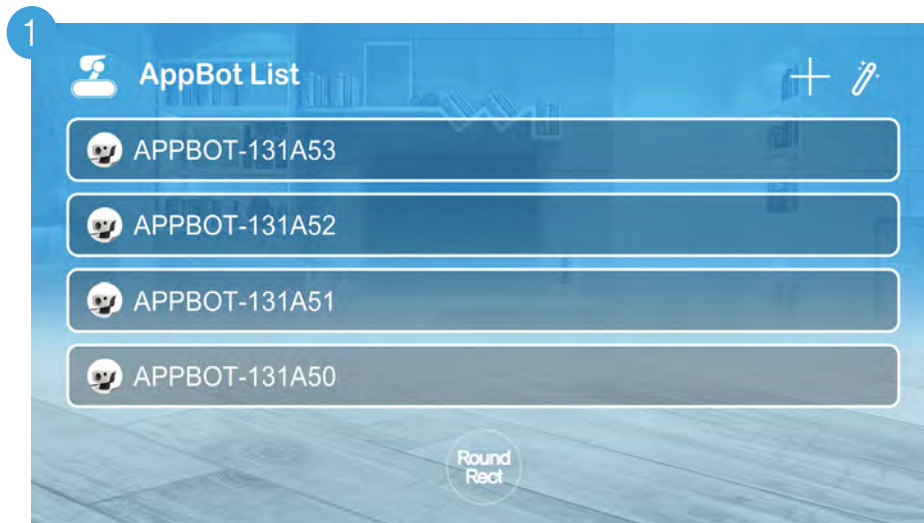 1
AppBot List
APPBOT-131A53
APPBOT-131A52
APPBOT-131A51
APPBOT-131A50
Round
Rect